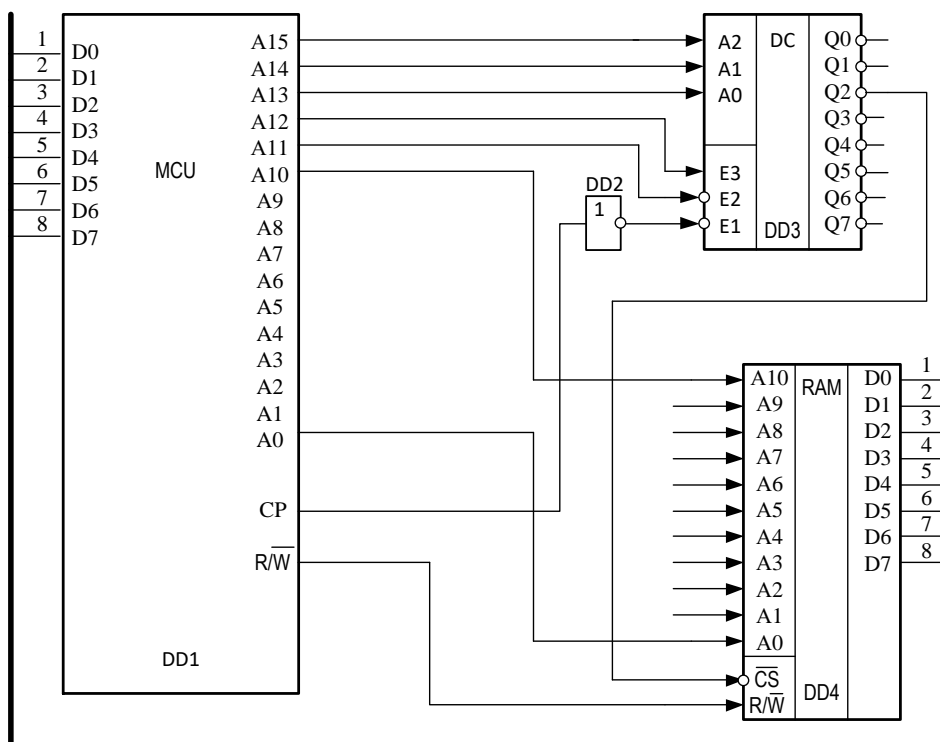 1
D0
2
D1
3
D2
4
D3
5
D4
6
D5
7
D6
8
D7
MCU
A15
A14
A13
A12
A11
A10
A9
A8
A7
A6
A5
A4
A3
A2
A1
A0
CP
R/W̅
DD1
DD2
1
A2
A1
A0
E3
E2
E1
DC
DD3
Q0
Q1
Q2
Q3
Q4
Q5
Q6
Q7
A10
A9
A8
A7
A6
A5
A4
A3
A2
A1
A0
C̅S̅
R/W̅
RAM
DD4
D0 1
D1 2
D2 3
D3 4
D4 5
D5 6
D6 7
D7 8